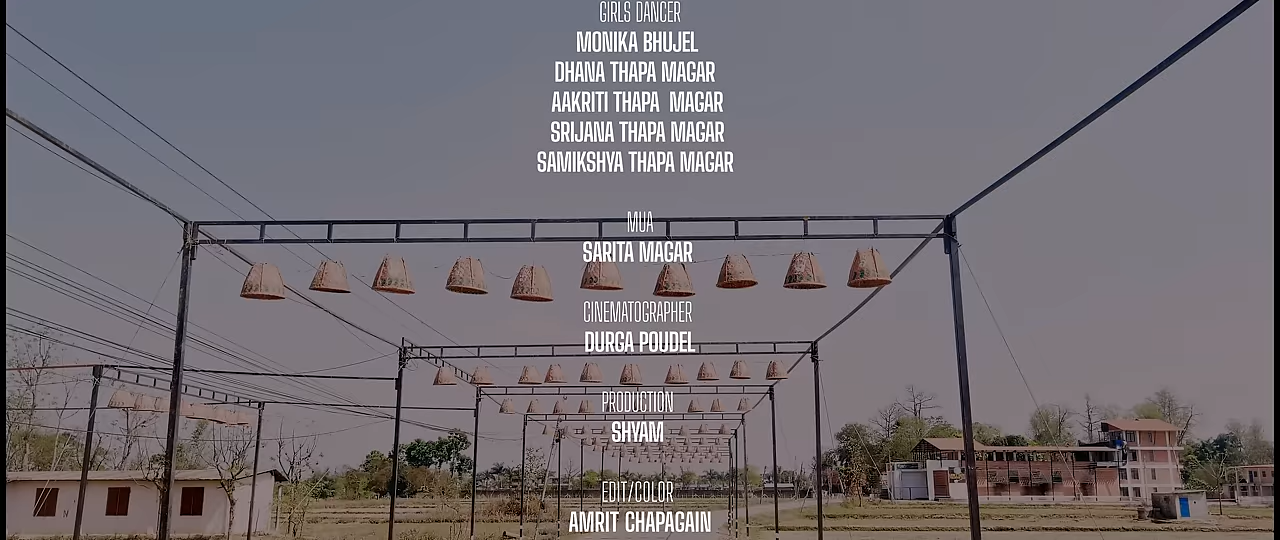 GIRLS DANCER
MONIKA BHUJEL
DHANA THAPA MAGAR
AAKRITI THAPA MAGAR
SRIJANA THAPA MAGAR
SAMIKSHYA THAPA MAGAR
MUA
SARITA MAGAR
CINEMATOGRAPHER
DURGA POUDEL
PRODUCTION
SHYAM
EDIT/COLOR
AMRIT CHAPAGAIN